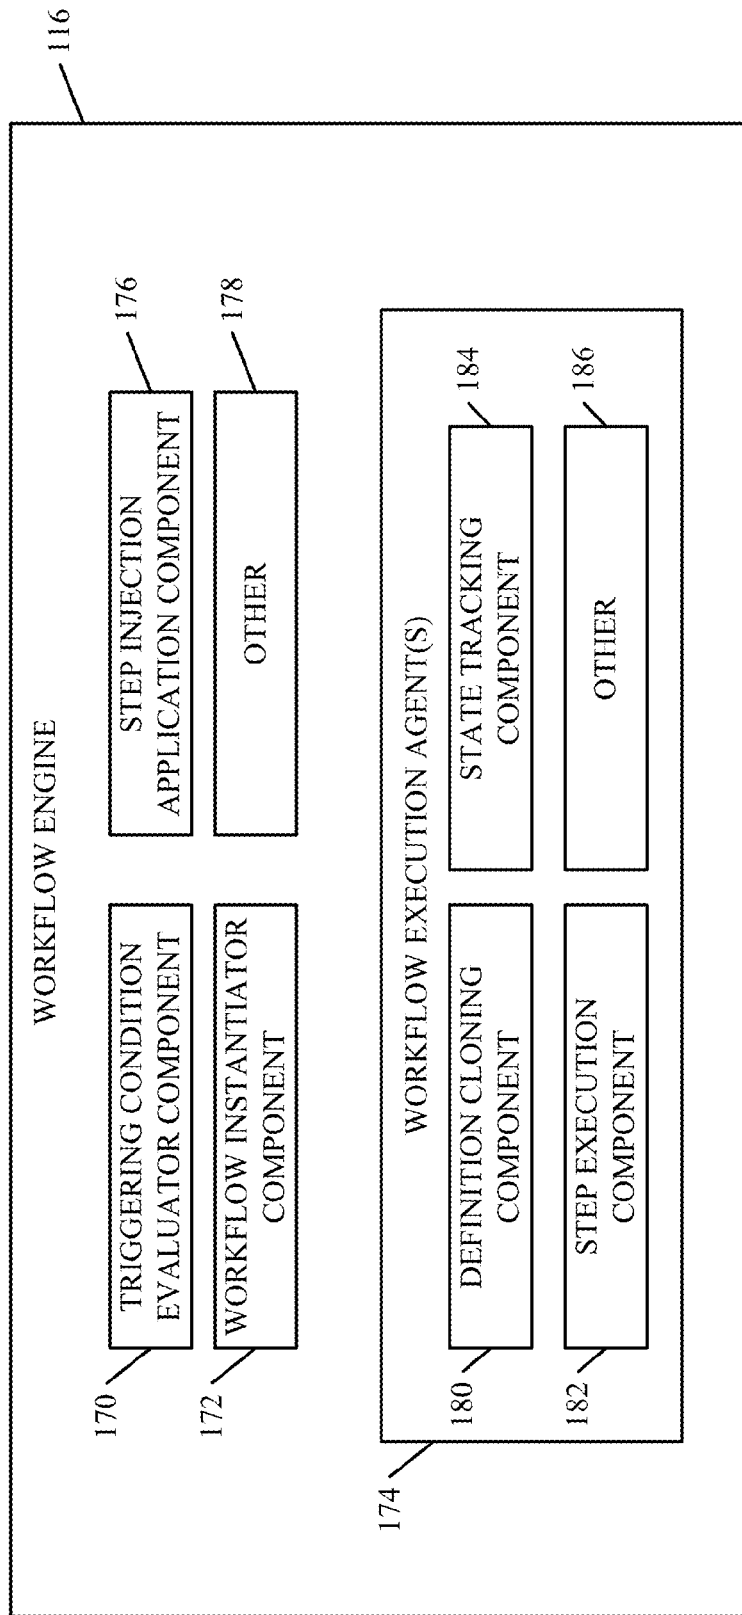 116
WORKFLOW ENGINE
170
TRIGGERING CONDITION
EVALUATOR COMPONENT
STEP INJECTION
APPLICATION COMPONENT
176
172
WORKFLOW INSTANTIATOR
COMPONENT
OTHER
178
174
WORKFLOW EXECUTION AGENT(S)
180
DEFINITION CLONING
COMPONENT
STATE TRACKING
COMPONENT
184
182
STEP EXECUTION
COMPONENT
OTHER
186